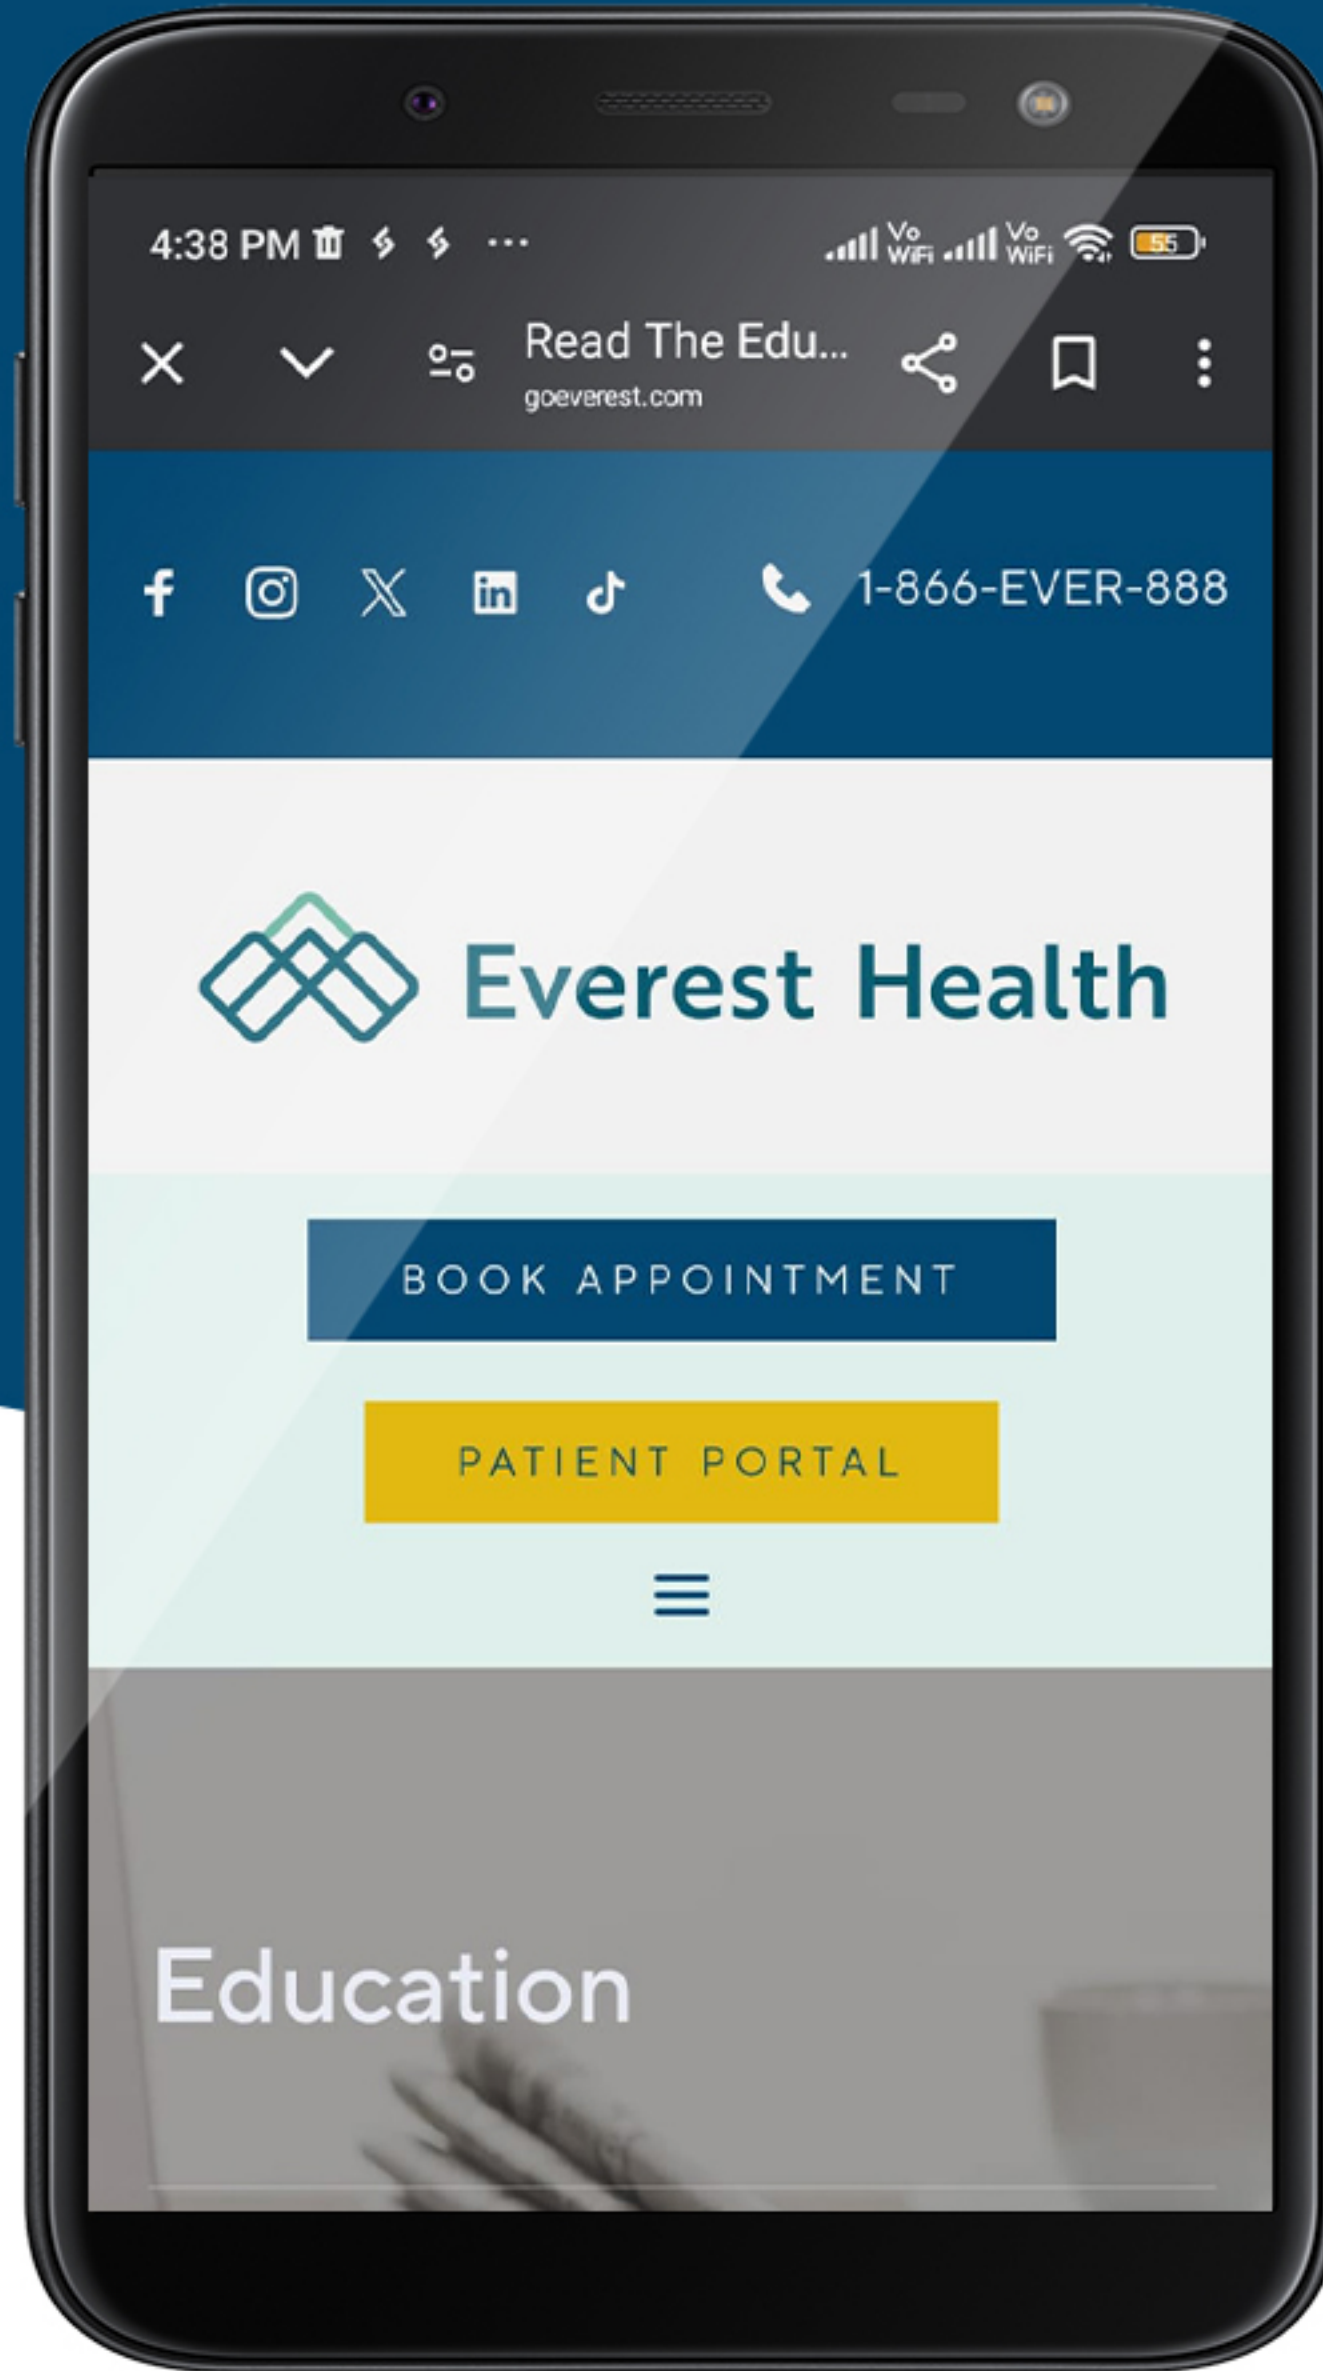 4:38 PM
Vo WiFi Vo WiFi 55
Read The Edu...
goeverest.com
1-866-EVER-888
Everest Health
BOOK APPOINTMENT
PATIENT PORTAL
Education